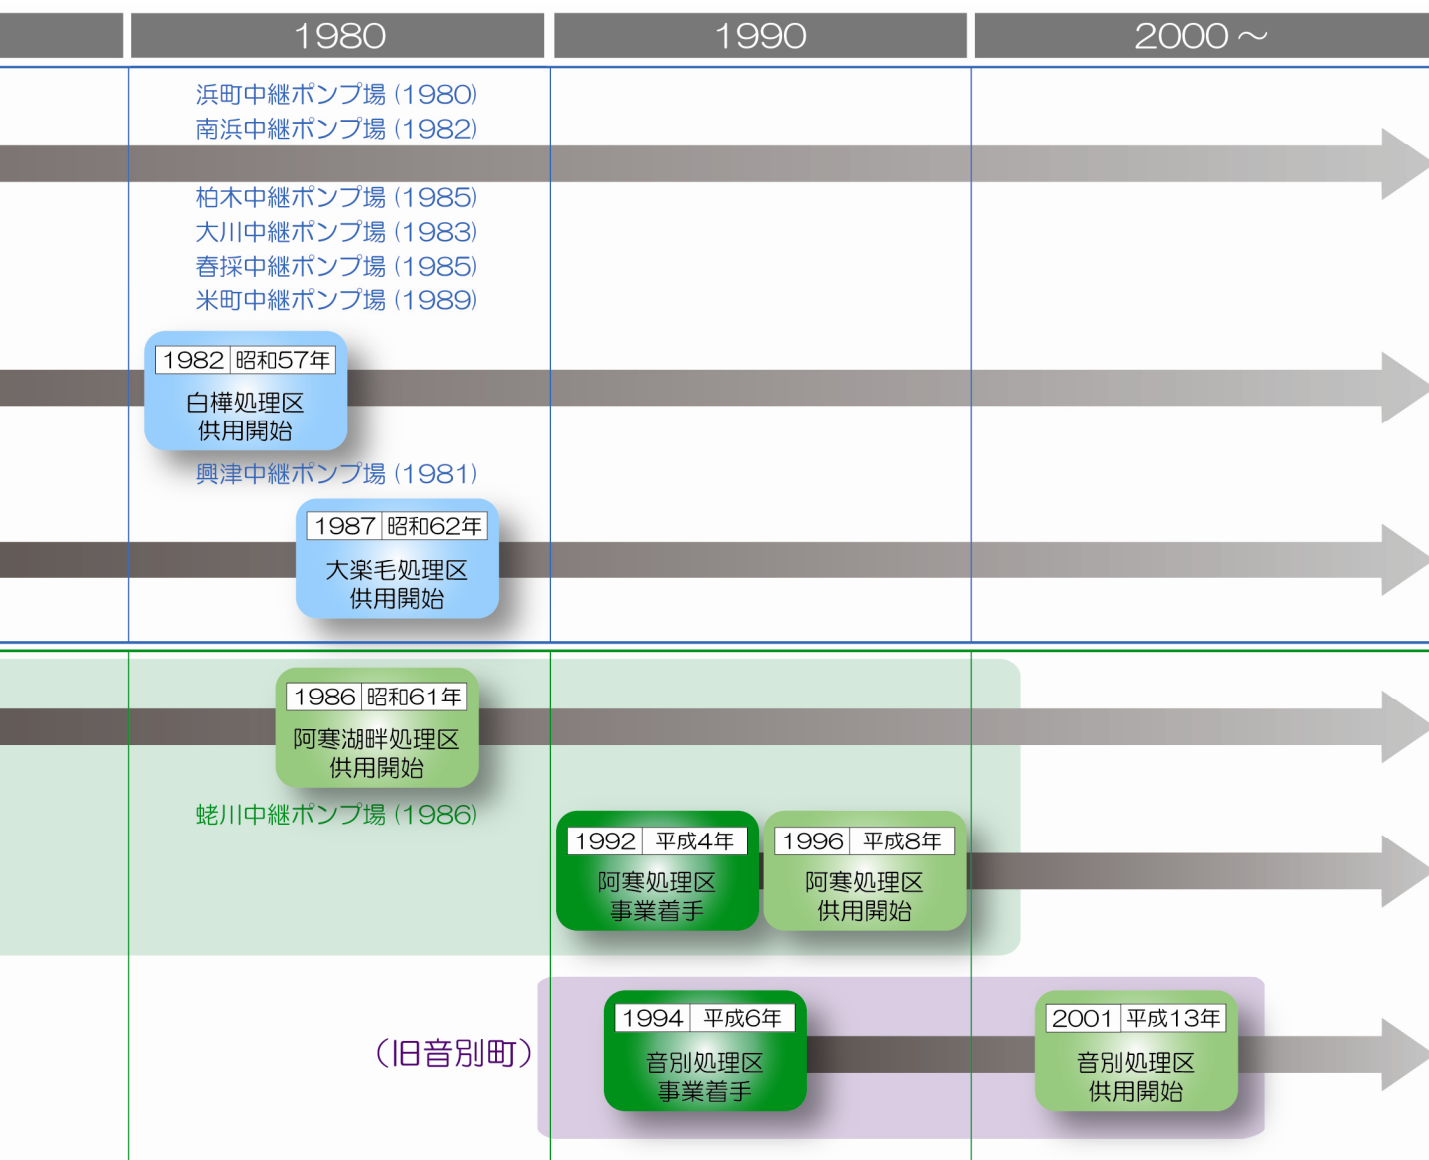 1980
1990
2000～
浜町中継ポンプ場 (1980)
南浜中継ポンプ場 (1982)
柏木中継ポンプ場 (1985)
大川中継ポンプ場 (1983)
春採中継ポンプ場 (1985)
米町中継ポンプ場 (1989)
1982 昭和57年
白樺処理区
供用開始
興津中継ポンプ場 (1981)
1987 昭和62年
大楽毛処理区
供用開始
1986 昭和61年
阿寒湖畔処理区
供用開始
蛯川中継ポンプ場 (1986)
1992 平成4年
阿寒処理区
事業着手
1996 平成8年
阿寒処理区
供用開始
（旧音別町）
1994 平成6年
音別処理区
事業着手
2001 平成13年
音別処理区
供用開始